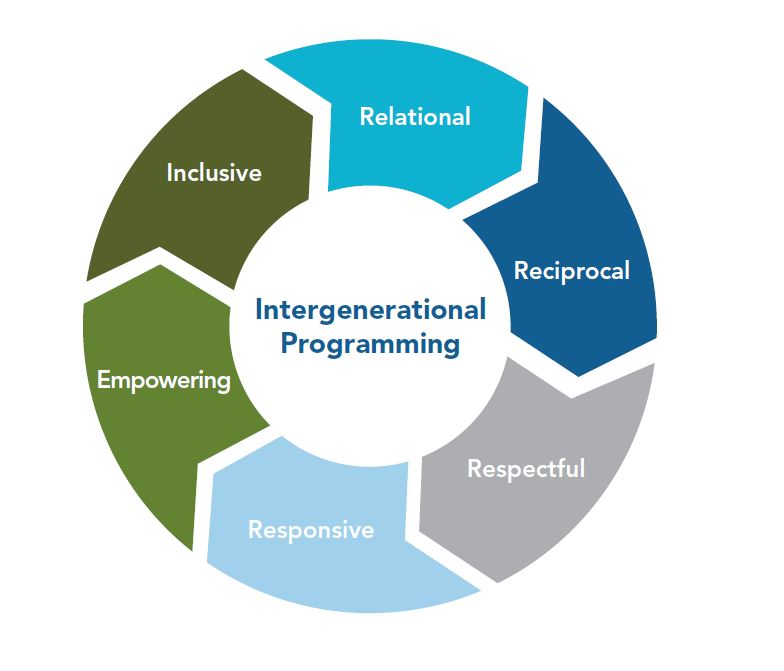 Relational
Inclusive
Reciprocal
Intergenerational
Programming
Empowering
Respectful
Responsive